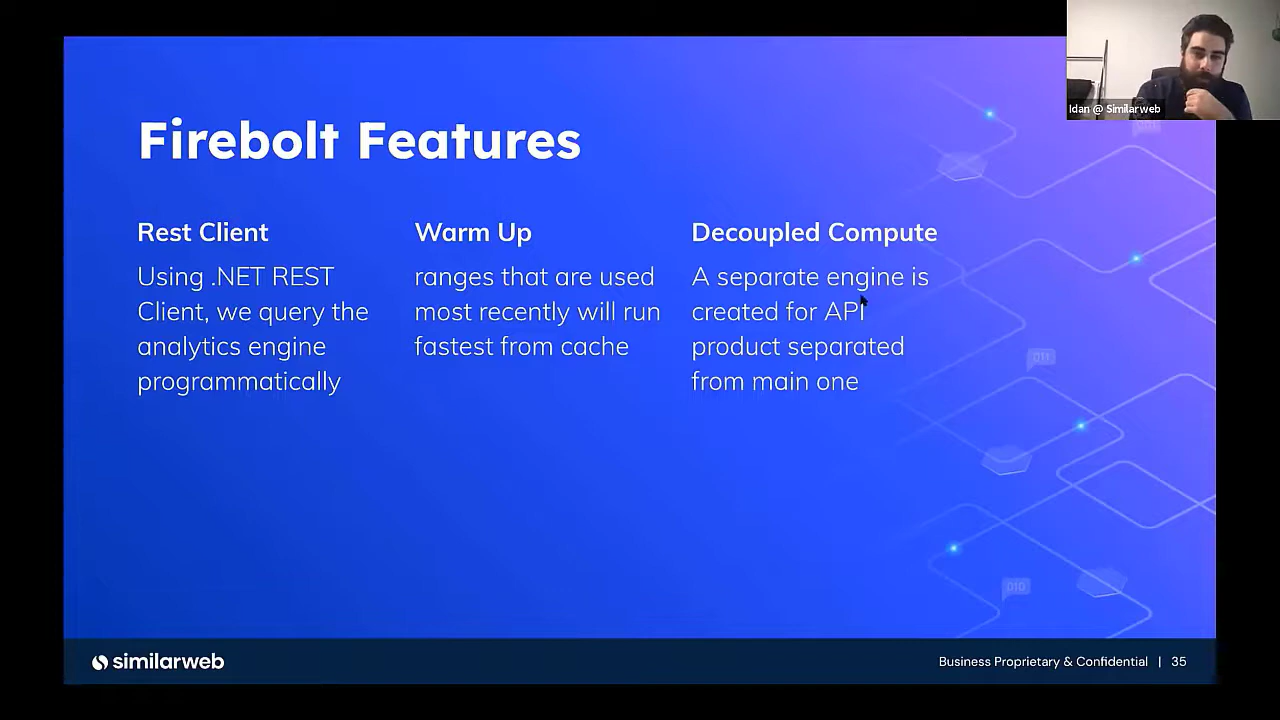 Idan @ Similarweb
Firebolt Features
Rest Client
Using .NET REST
Client, we query the
analytics engine
programmatically
Warm Up
ranges that are used
most recently will run
fastest from cache
Decoupled Compute
A separate engine is
created for API
product separated
from main one
011
010
similarweb
Business Proprietary & Confidential | 35